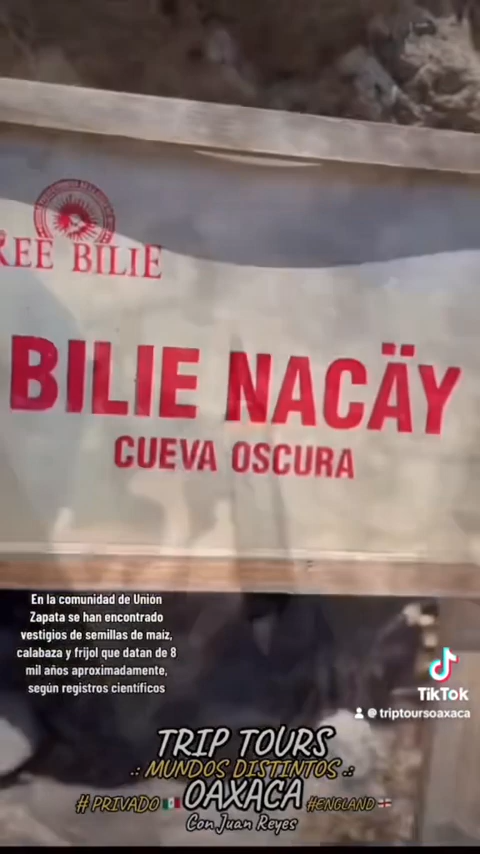 REE BILIE
BILIE NACÄY
CUEVA OSCURA
En la comunidad de Unión
Zapata se han encontrado
vestigios de semillas de maíz,
calabaza y frijol que datan de 8
mil años aproximadamente,
según registros científicos
TikTok
@triptoursoaxaca
TRIP TOURS
.: MUNDOS DISTINTOS :.
# PRIVADO 🇲🇽 OAXACA #ENGLAND 🏴󠁧󠁢󠁥󠁮󠁧󠁿
Con Juan Reyes